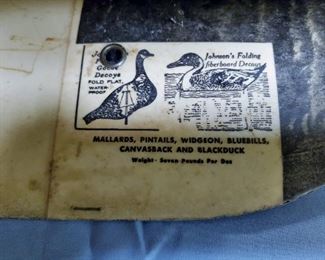 Goose
Decoys
FOLD FLAT,
WATER-
PROOF
Johnson's Folding
fiberboard Decoys
MALLARDS, PINTAILS, WIDGEON, BLUEBILLS,
CANVASBACK AND BLACKDUCK
Weight - Seven Pounds Per Doz